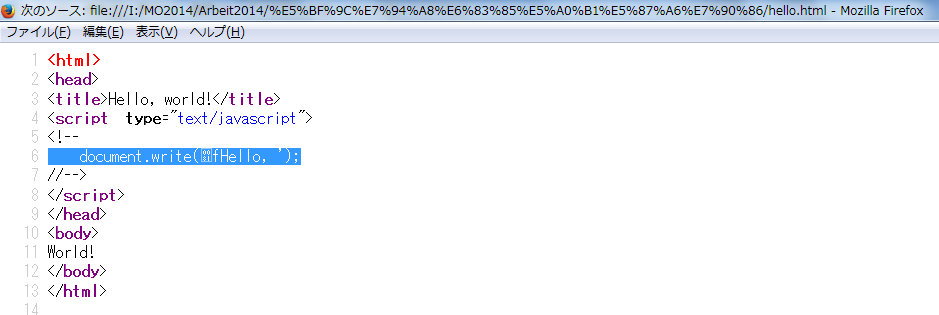 次のソース: file:///I:/MO2014/Arbeit2014/%E5%BF%9C%E7%94%A8%E6%83%85%E5%A0%B1%E5%87%A6%E7%90%86/hello.html - Mozilla Firefox
ファイル(F) 編集(E) 表示(V) ヘルプ(H)
1 <html>
2 <head>
3 <title>Hello, world!</title>
4 <script type="text/javascript">
5 <!--
6 document.write(fHello, ');
7 //-->
8 </script>
9 </head>
10 <body>
11 World!
12 </body>
13 </html>
14